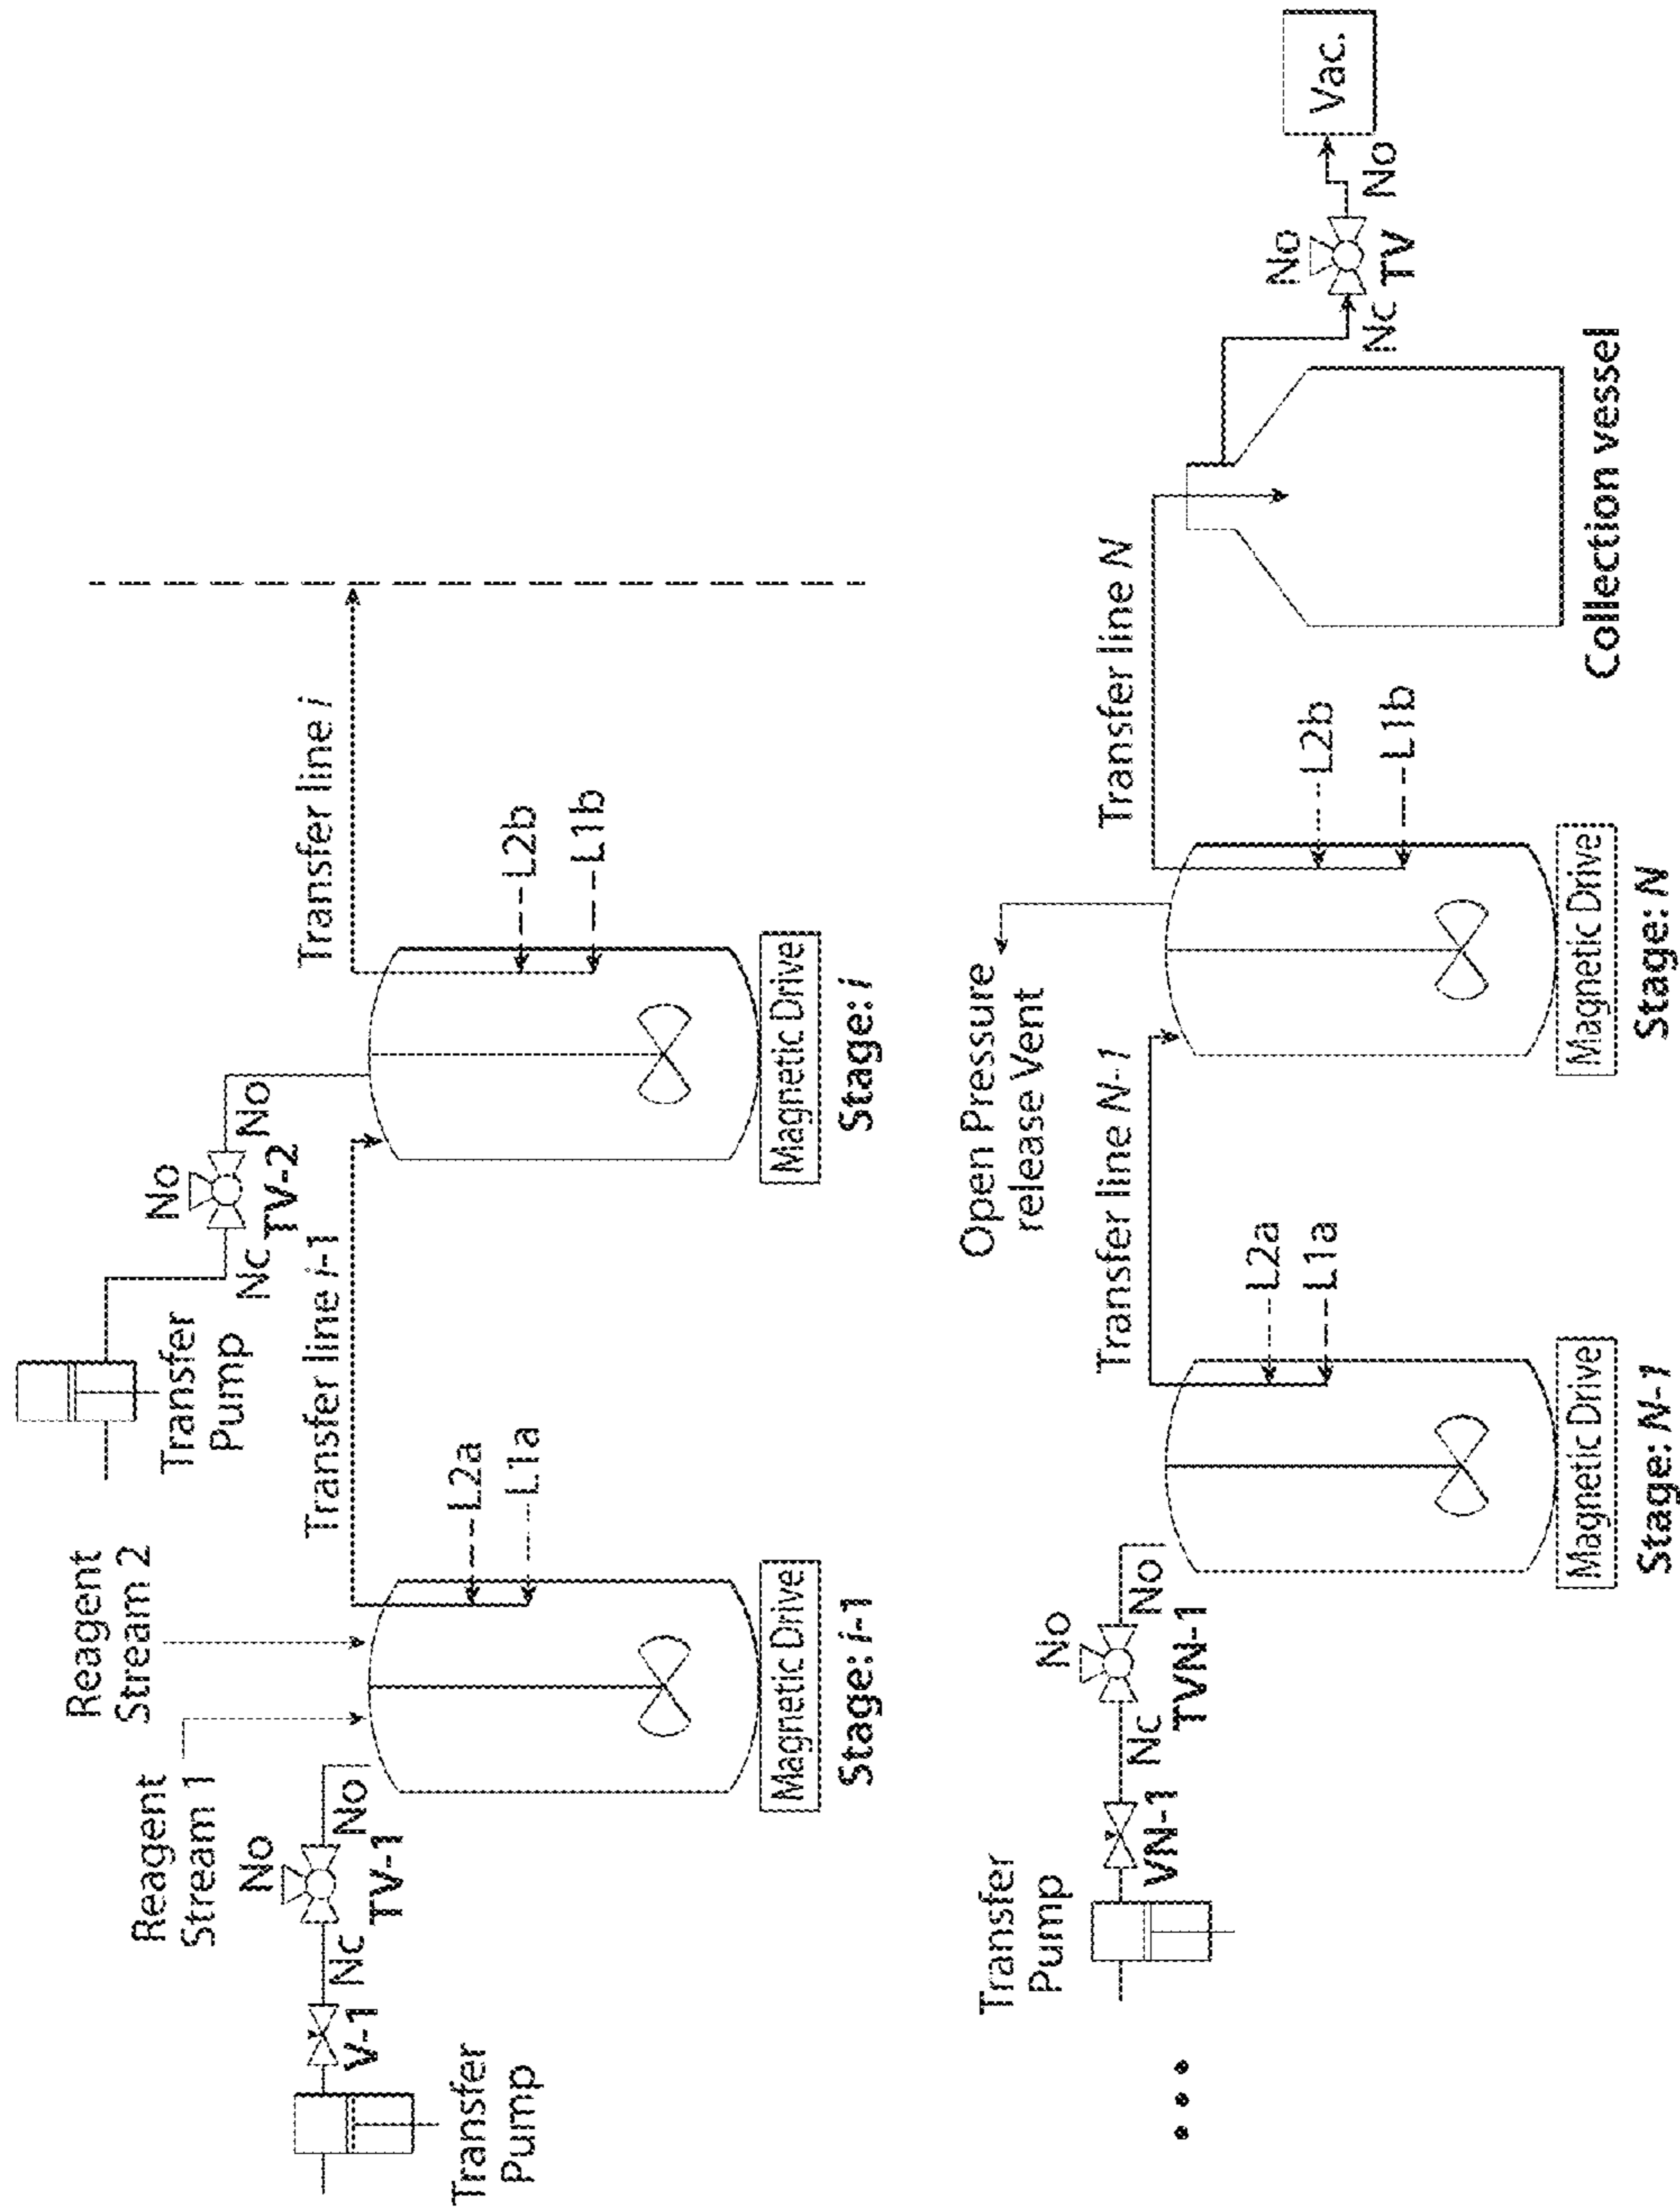 Transfer
Pump
V-1
Nc
No
No
TV-1
Reagent
Stream 1
Reagent
Stream 2
L2a
L1a
Magnetic Drive
Stage: i-1
Transfer line i-1
Transfer
Pump
Nc
No
No
TV-2
L2b
L1b
Magnetic Drive
Stage: i
Transfer line i
Transfer
Pump
VN-1
Nc
No
No
TVN-1
L2a
L1a
Magnetic Drive
Stage: N-1
Transfer line N-1
Open Pressure
release Vent
L2b
L1b
Magnetic Drive
Stage: N
Transfer line N
Collection vessel
Nc
No
No
TV
Vac.